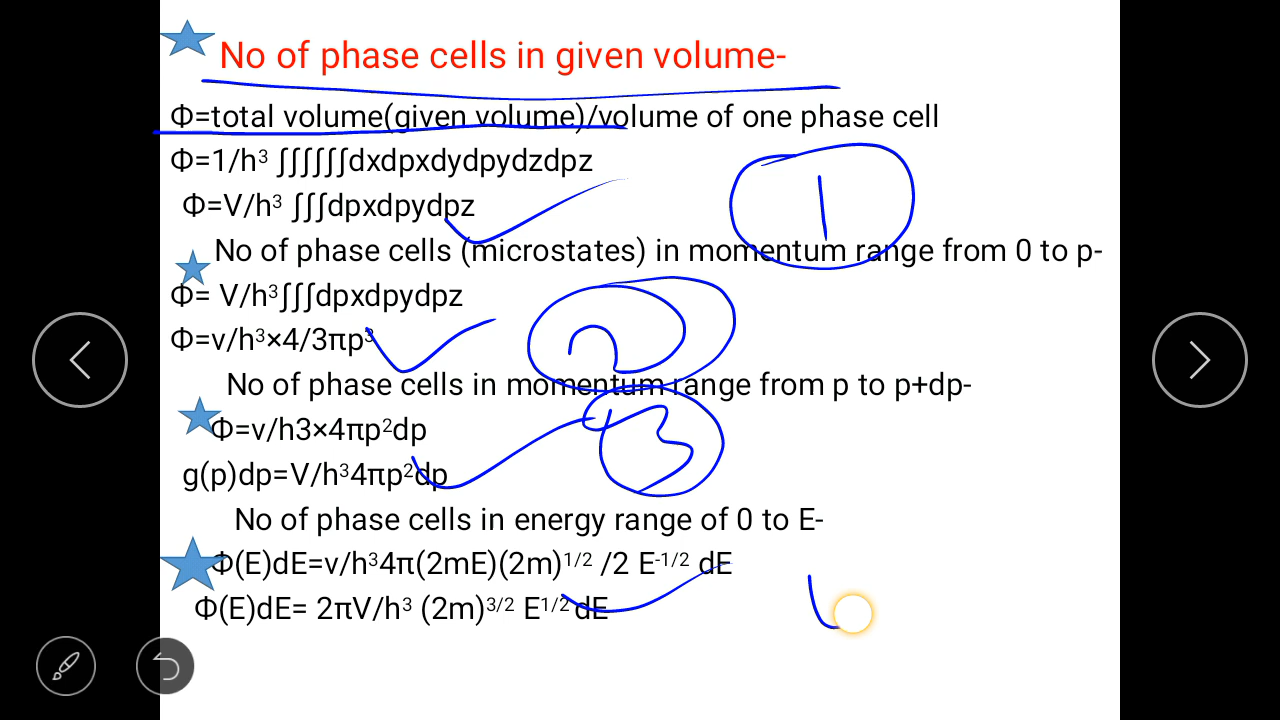 No of phase cells in given volume-
Φ=total volume(given volume)/volume of one phase cell
Φ=1/h³ ∫∫∫∫∫∫dxdpxdydpydzdpz
Φ=V/h³ ∫∫∫dpxdpydpz
1
No of phase cells (microstates) in momentum range from 0 to p-
Φ= V/h³∫∫∫dpxdpydpz
2
Φ=v/h³×4/3πp³
No of phase cells in momentum range from p to p+dp-
Φ=v/h3×4πp²dp
3
g(p)dp=V/h³4πp²dp
No of phase cells in energy range of 0 to E-
Φ(E)dE=v/h³4π(2mE)(2m)¹/² /2 E⁻¹/² dE
Φ(E)dE= 2πV/h³ (2m)³/² E¹/² dE